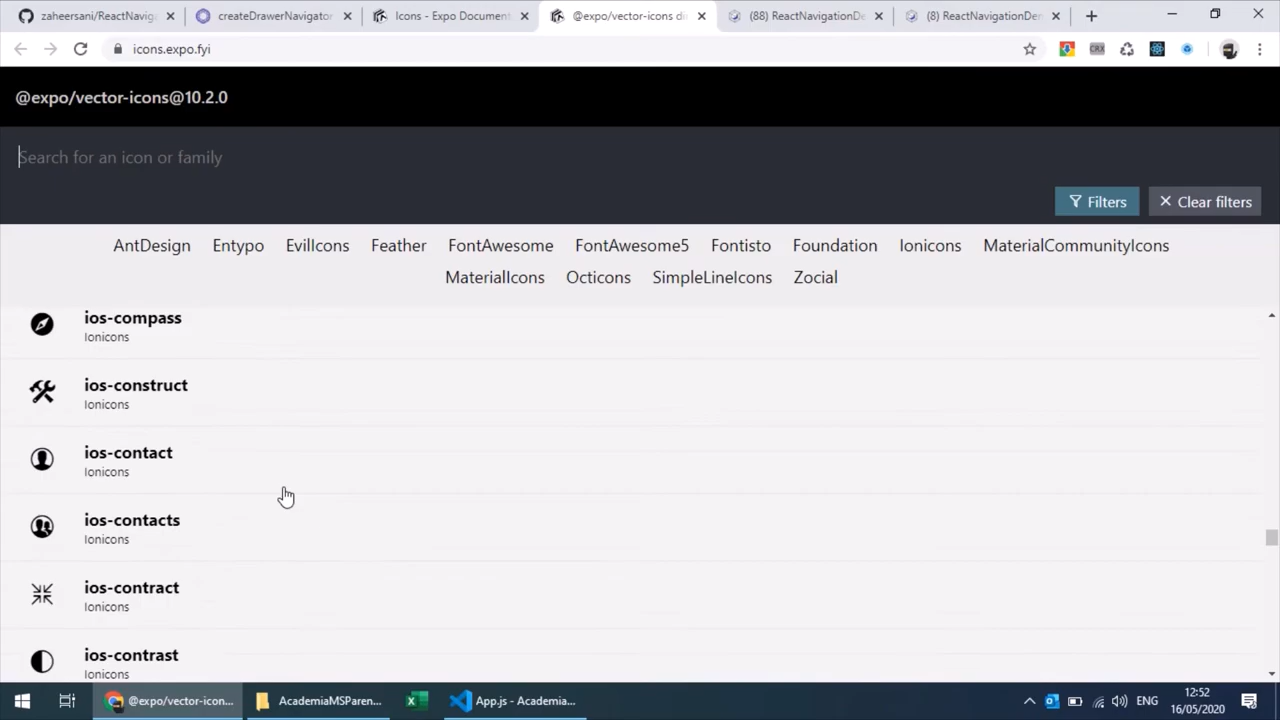 zaheersani/ReactNavig
createDrawerNavigator
Icons - Expo Document
@expo/vector-icons di
(88) ReactNavigationDe
(8) ReactNavigationDen
icons.expo.fyi
CRX
@expo/vector-icons@10.2.0
Search for an icon or family
Filters
Clear filters
AntDesign Entypo EvilIcons Feather FontAwesome FontAwesome5 Fontisto Foundation Ionicons MaterialCommunityIcons
MaterialIcons Octicons SimpleLineIcons Zocial
ios-compass
Ionicons
ios-construct
Ionicons
ios-contact
Ionicons
ios-contacts
Ionicons
ios-contract
Ionicons
ios-contrast
Ionicons
@expo/vector-icon...
AcademiaMSParen...
App.js - Academia...
ENG
12:52
16/05/2020